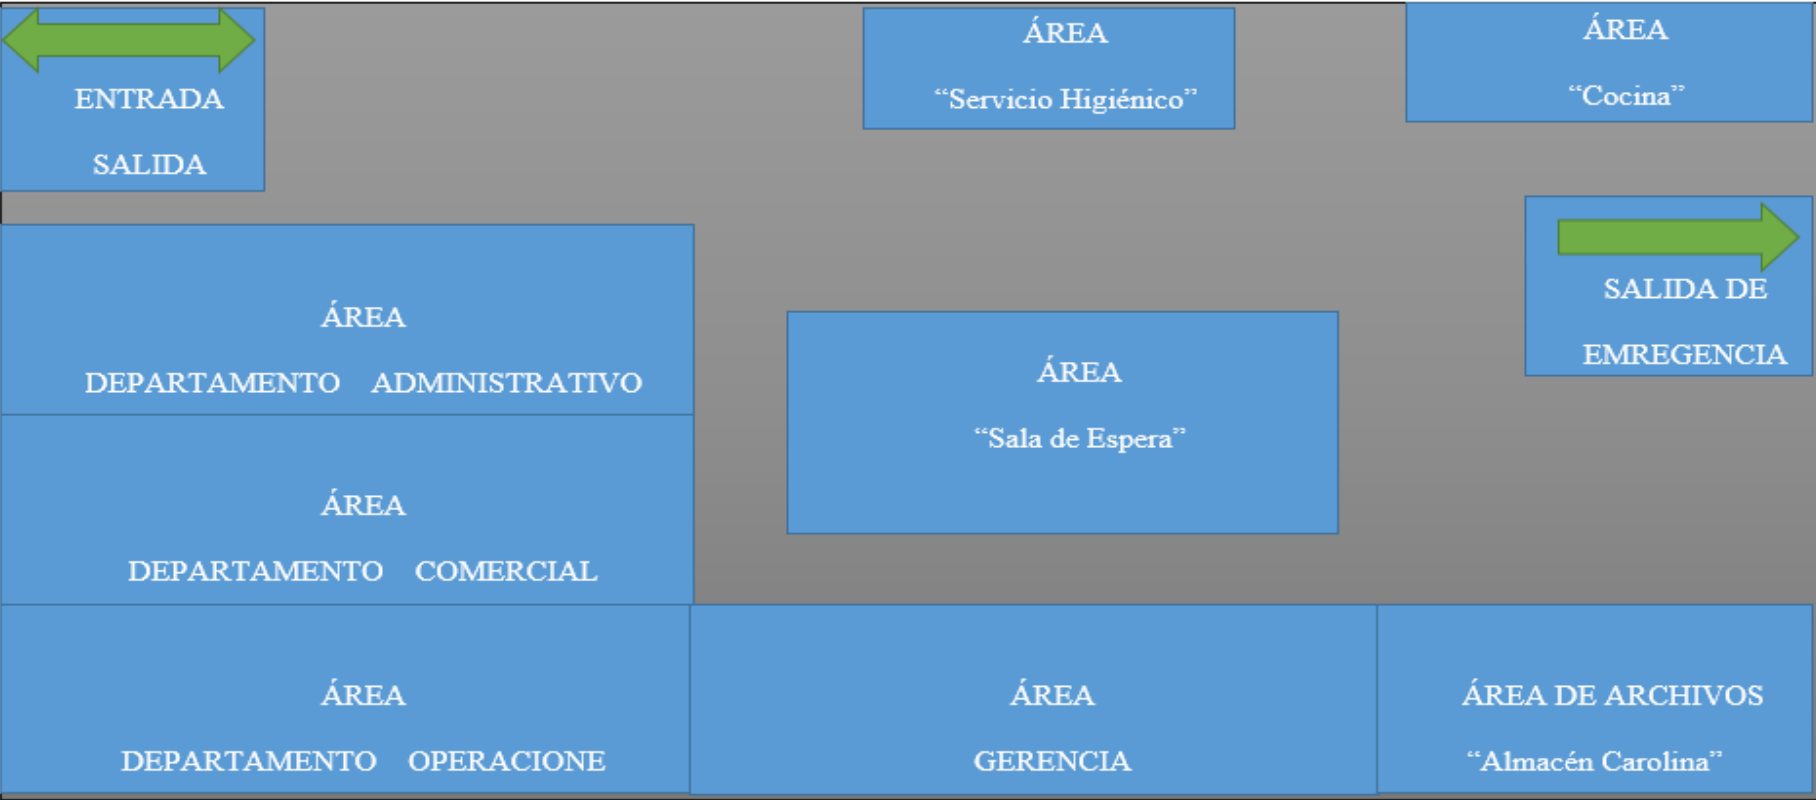 ENTRADA
SALIDA
ÁREA
“Servicio Higiénico”
ÁREA
“Cocina”
SALIDA DE
EMREGENCIA
ÁREA
DEPARTAMENTO ADMINISTRATIVO
ÁREA
“Sala de Espera”
ÁREA
DEPARTAMENTO COMERCIAL
ÁREA
DEPARTAMENTO OPERACIONE
ÁREA
GERENCIA
ÁREA DE ARCHIVOS
“Almacén Carolina”